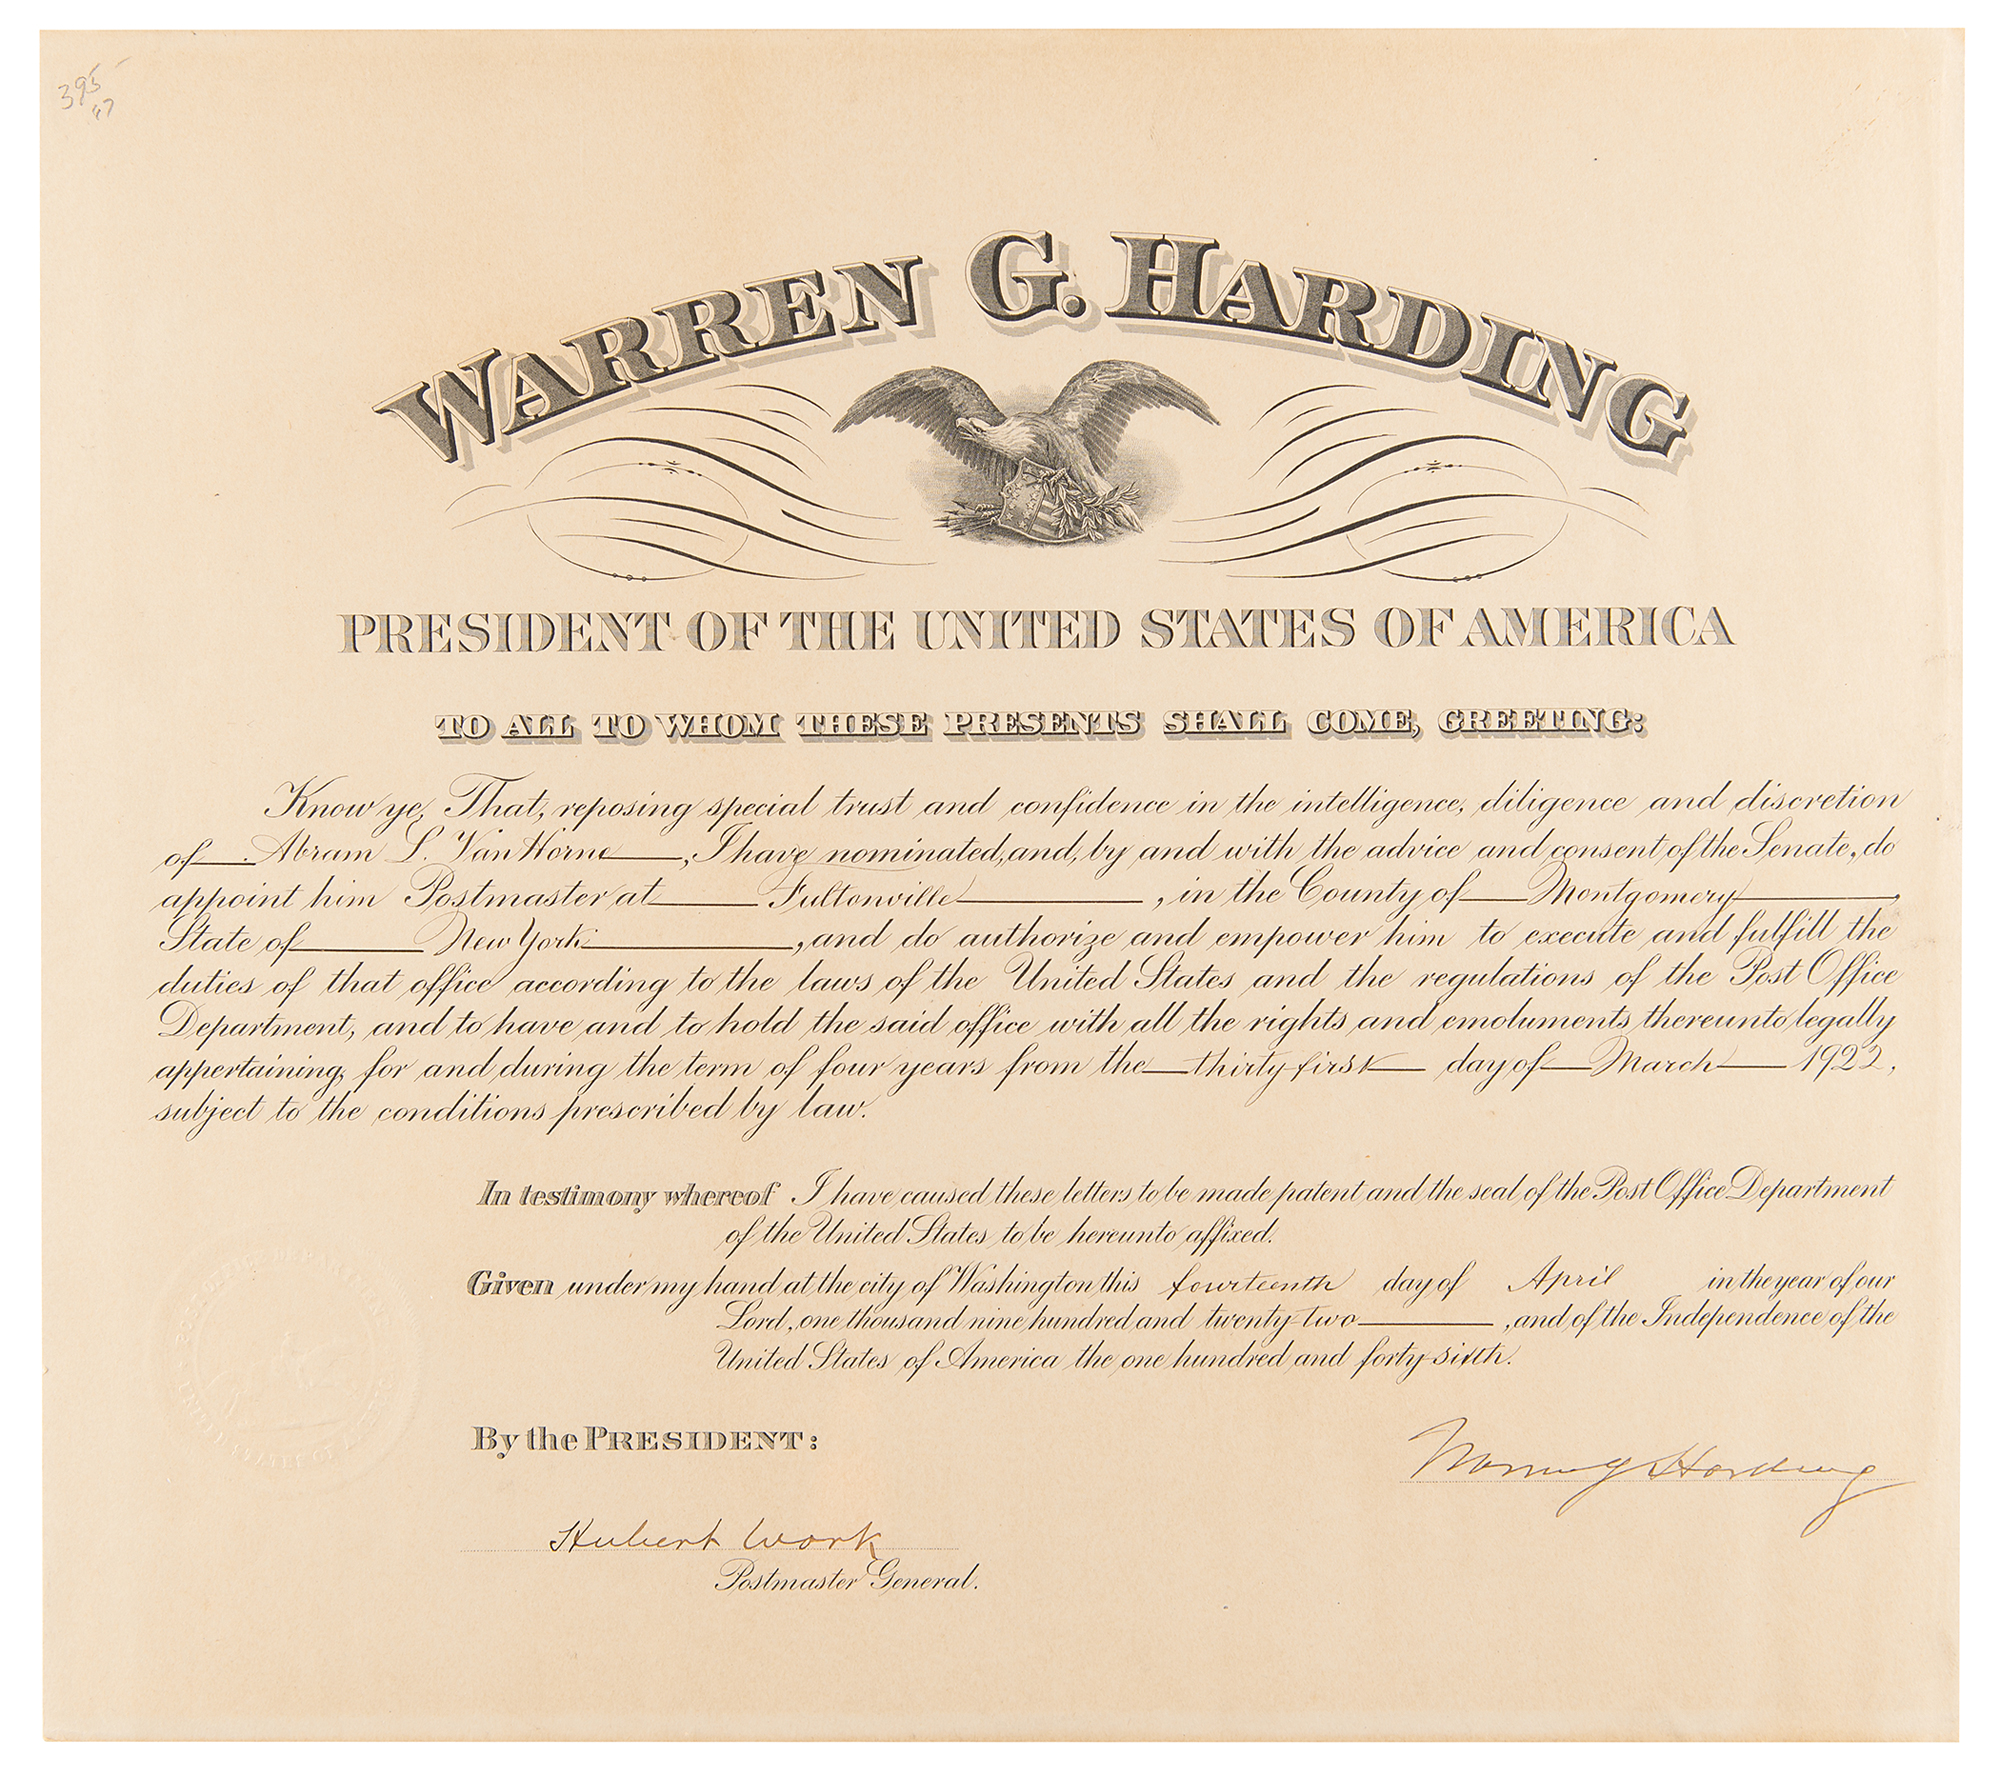 395
47
WARREN G. HARDING
PRESIDENT OF THE UNITED STATES OF AMERICA
TO ALL TO WHOM THESE PRESENTS SHALL COME, GREETING:
Know ye, That, reposing special trust and confidence in the intelligence, diligence and discretion
of Abram L. Van Horne, I have nominated, and, by and with the advice and consent of the Senate, do
appoint him Postmaster at Fultonville, in the County of Montgomery,
State of New York, and do authorize and empower him to execute and fulfill the
duties of that office according to the laws of the United States and the regulations of the Post Office
Department, and to have and to hold the said office with all the rights and emoluments thereunto legally
appertaining, for and during the term of four years from the thirty-first day of March 1922,
subject to the conditions prescribed by law.
In testimony whereof I have caused these letters to be made patent and the seal of the Post Office Department
of the United States to be hereunto affixed.
Given under my hand at the city of Washington this fourteenth day of April in the year of our
Lord, one thousand nine hundred and twenty-two, and of the Independence of the
United States of America the one hundred and forty-sixth.
By the PRESIDENT:
Warren G Harding
Hubert Work
Postmaster General.